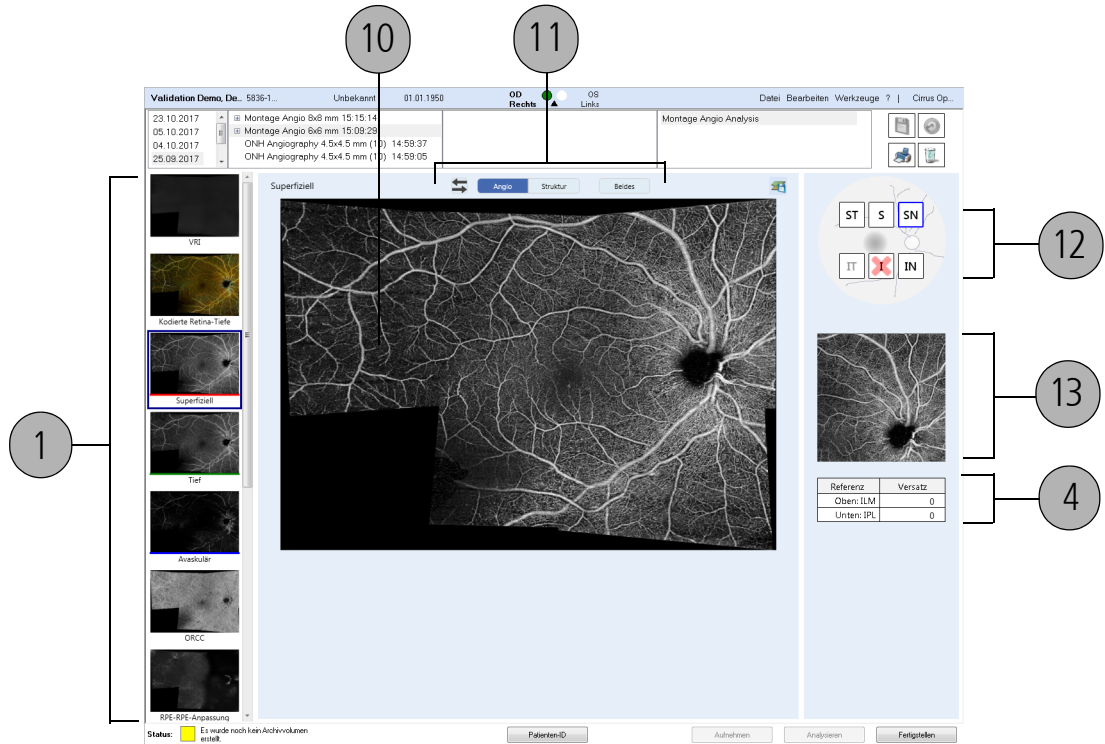 10
11
Validation Demo, De.. 5836-1... Unbekannt 01.01.1950 OD Rechts OS Links Datei Bearbeiten Werkzeuge ? | Cirrus Op...
23.10.2017
05.10.2017
04.10.2017
25.09.2017
Montage Angio 8x8 mm 15:15:14
Montage Angio 6x6 mm 15:09:29
ONH Angiography 4.5x4.5 mm (10) 14:59:37
ONH Angiography 4.5x4.5 mm (10) 14:59:05
Montage Angio Analysis
VRI
Kodierte Retina-Tiefe
Superfiziell
Tief
Avaskulär
ORCC
RPE-RPE-Anpassung
1
Superfiziell Angio Struktur Beides
ST S SN
IT I IN
12
13
Referenz Versatz
Oben: ILM 0
Unten: IPL 0
4
Status: Es wurde noch kein Archivvolumen
erstellt.
Patienten-ID Aufnehmen Analysieren Fertigstellen